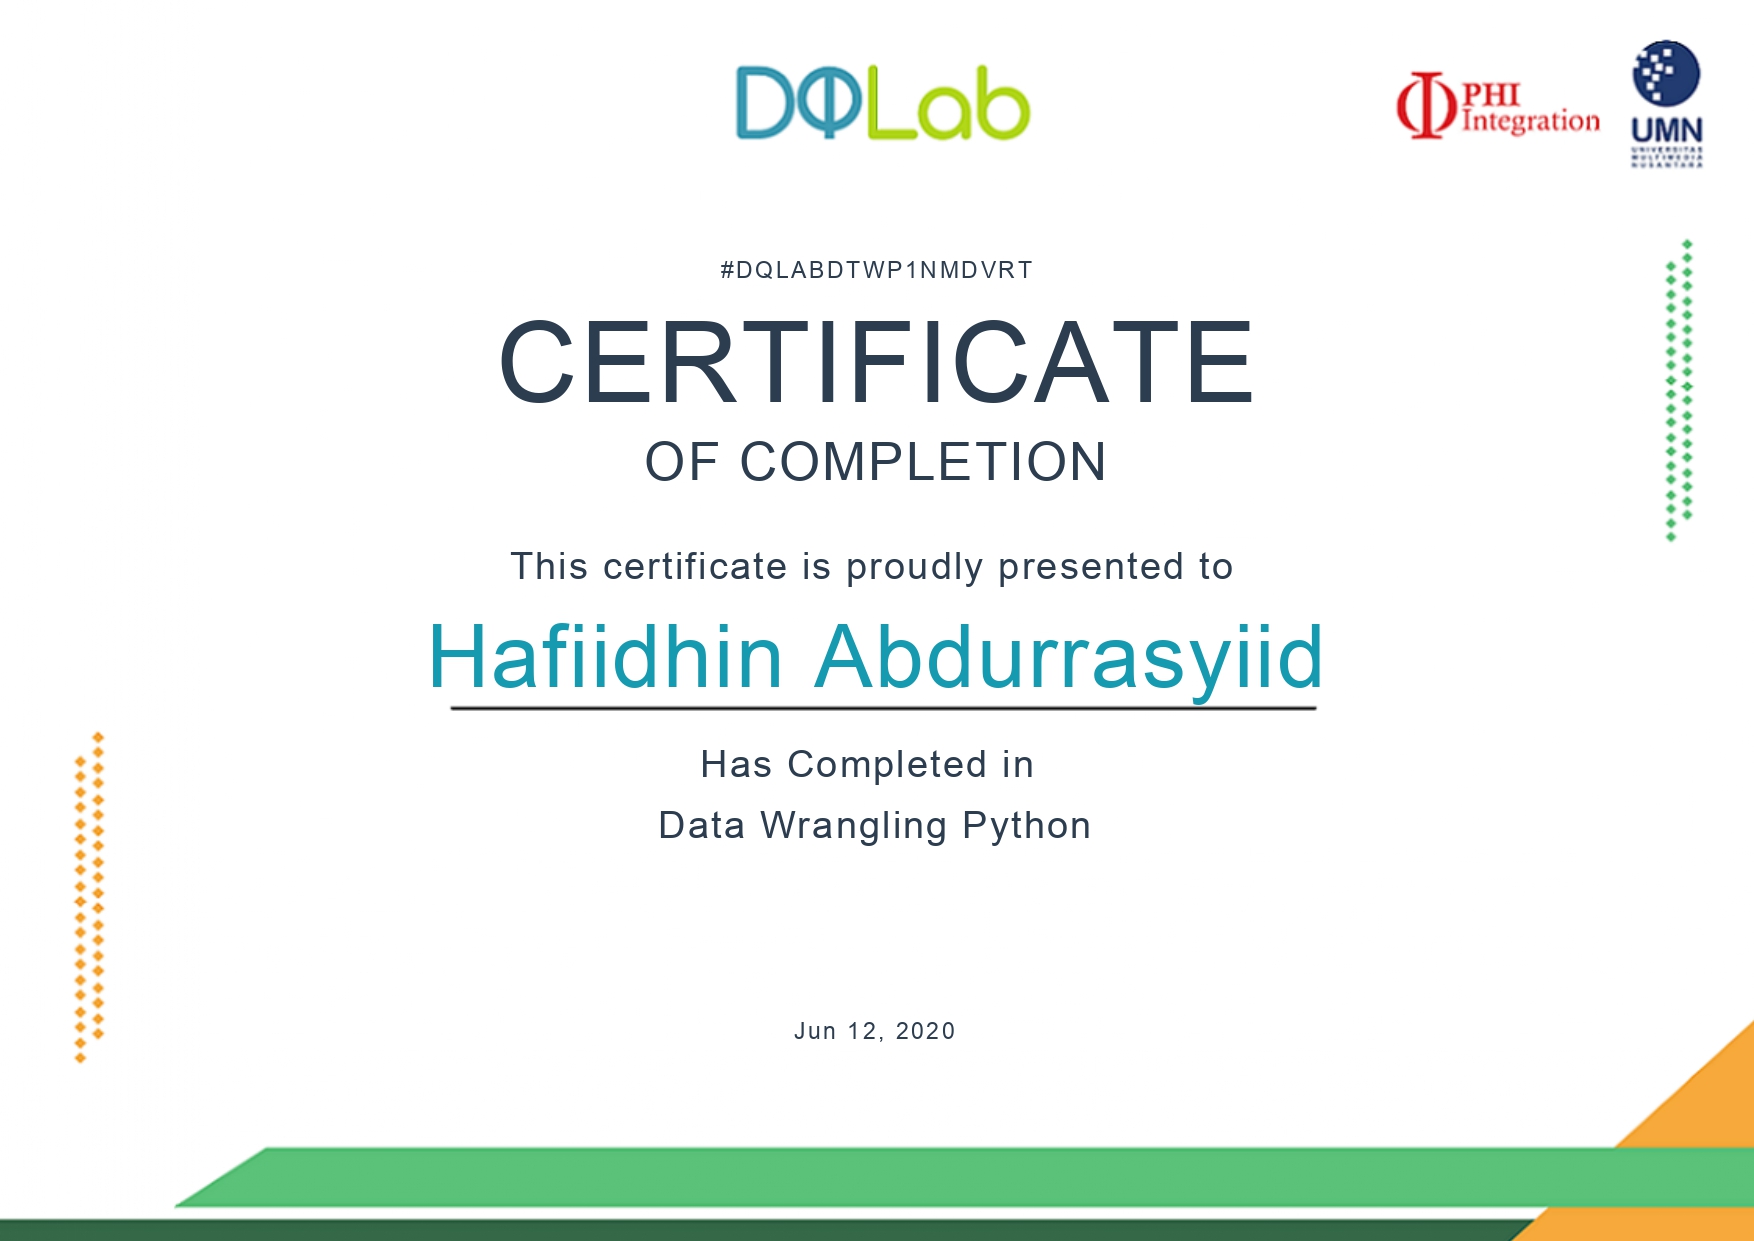 DQLab
PHI
Integration
UMN
UNIVERSITAS
MULTIMEDIA
NUSANTARA
#DQLABDTWP1NMDVRT
CERTIFICATE
OF COMPLETION
This certificate is proudly presented to
Hafiidhin Abdurrasyiid
Has Completed in
Data Wrangling Python
Jun 12, 2020